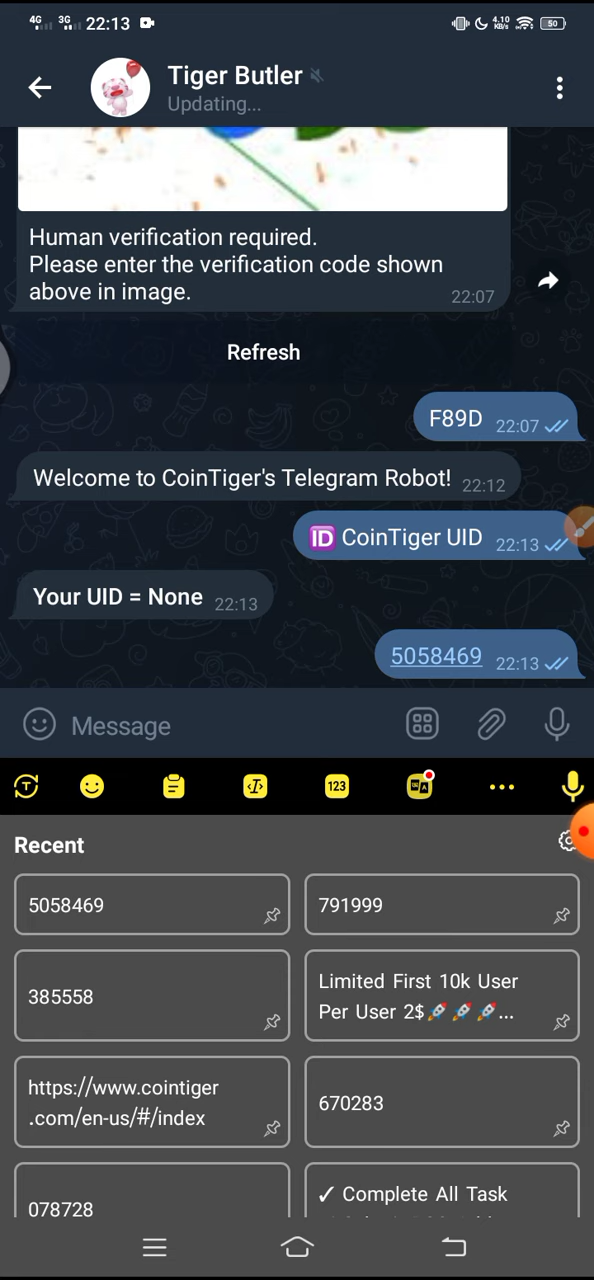 4G 3G 22:13 4.10 KB/s 50
Tiger Butler
Updating...
Human verification required.
Please enter the verification code shown
above in image.
22:07
Refresh
F89D 22:07
Welcome to CoinTiger's Telegram Robot! 22:12
🆔 CoinTiger UID 22:13
Your UID = None 22:13
5058469 22:13
Message
T 123
Recent
5058469
791999
385558
Limited First 10k User
Per User 2$🚀🚀🚀...
https://www.cointiger
.com/en-us/#/index
670283
078728
✓ Complete All Task